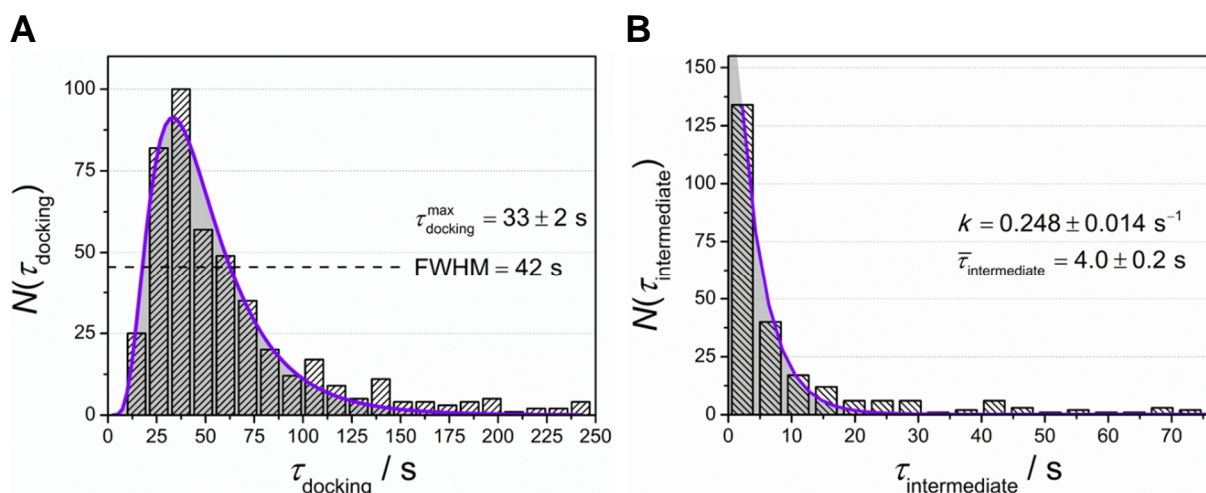 A
B
N(τdocking)
100
75
50
25
0
τ^max_docking = 33 ± 2 s
FWHM = 42 s
0 25 50 75 100 125 150 175 200 225 250
τdocking / s
N(τintermediate)
150
125
100
75
50
25
0
k = 0.248 ± 0.014 s⁻¹
τ̅intermediate = 4.0 ± 0.2 s
0 10 20 30 40 50 60 70
τintermediate / s